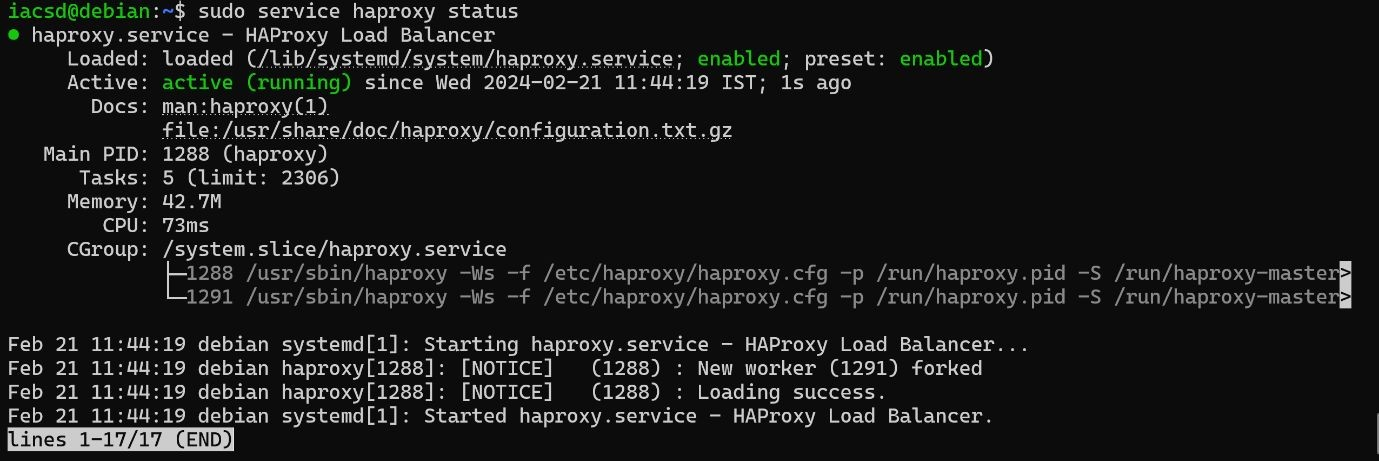 iacsd@debian:~$ sudo service haproxy status
● haproxy.service - HAProxy Load Balancer
     Loaded: loaded (/lib/systemd/system/haproxy.service; enabled; preset: enabled)
     Active: active (running) since Wed 2024-02-21 11:44:19 IST; 1s ago
       Docs: man:haproxy(1)
             file:/usr/share/doc/haproxy/configuration.txt.gz
   Main PID: 1288 (haproxy)
      Tasks: 5 (limit: 2306)
     Memory: 42.7M
        CPU: 73ms
     CGroup: /system.slice/haproxy.service
             ├─1288 /usr/sbin/haproxy -Ws -f /etc/haproxy/haproxy.cfg -p /run/haproxy.pid -S /run/haproxy-master>
             └─1291 /usr/sbin/haproxy -Ws -f /etc/haproxy/haproxy.cfg -p /run/haproxy.pid -S /run/haproxy-master>

Feb 21 11:44:19 debian systemd[1]: Starting haproxy.service - HAProxy Load Balancer...
Feb 21 11:44:19 debian haproxy[1288]: [NOTICE]   (1288) : New worker (1291) forked
Feb 21 11:44:19 debian haproxy[1288]: [NOTICE]   (1288) : Loading success.
Feb 21 11:44:19 debian systemd[1]: Started haproxy.service - HAProxy Load Balancer.
lines 1-17/17 (END)